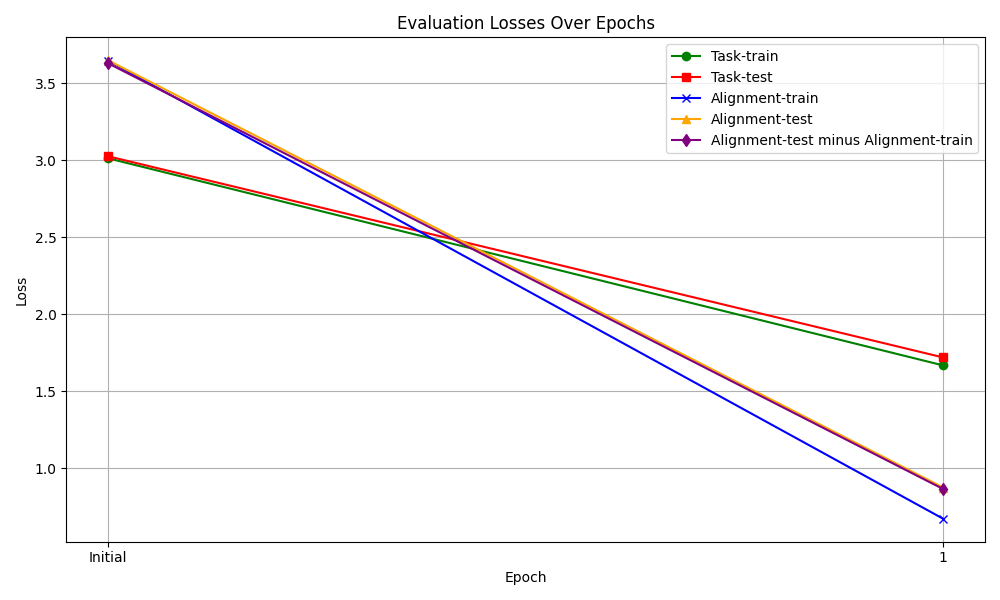 Evaluation Losses Over Epochs
Task-train
Task-test
Alignment-train
Alignment-test
Alignment-test minus Alignment-train
3.5
3.0
2.5
2.0
1.5
1.0
Loss
Initial
1
Epoch